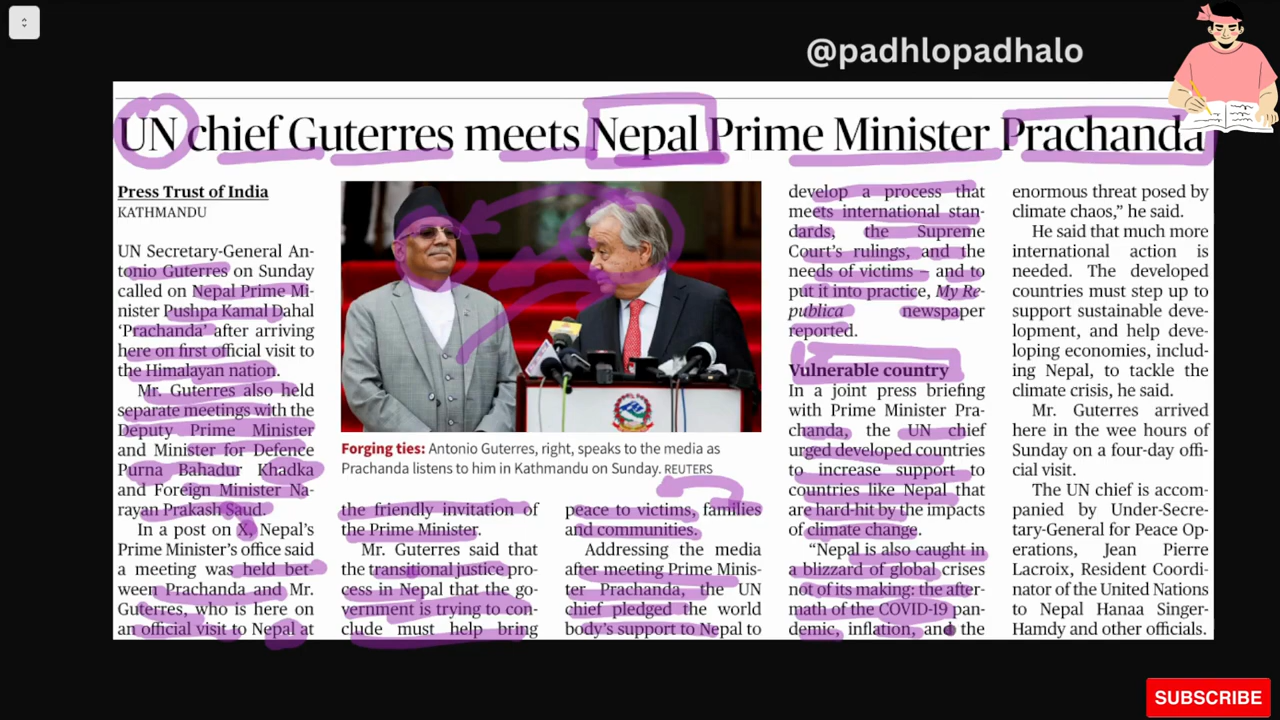 @padhlopadhalo
UN chief Guterres meets Nepal Prime Minister Prachanda
Press Trust of India
KATHMANDU
UN Secretary-General An-
tonio Guterres on Sunday
called on Nepal Prime Mi-
nister Pushpa Kamal Dahal
‘Prachanda’ after arriving
here on first official visit to
the Himalayan nation.
Mr. Guterres also held
separate meetings with the
Deputy Prime Minister
and Minister for Defence
Purna Bahadur Khadka
and Foreign Minister Na-
rayan Prakash Saud.
In a post on X, Nepal’s
Prime Minister’s office said
a meeting was held bet-
ween Prachanda and Mr.
Guterres, who is here on
an official visit to Nepal at
Forging ties: Antonio Guterres, right, speaks to the media as
Prachanda listens to him in Kathmandu on Sunday. REUTERS
the friendly invitation of
the Prime Minister.
Mr. Guterres said that
the transitional justice pro-
cess in Nepal that the go-
vernment is trying to con-
clude must help bring
peace to victims, families
and communities.
Addressing the media
after meeting Prime Minis-
ter Prachanda, the UN
chief pledged the world
body’s support to Nepal to
develop a process that
meets international stan-
dards, the Supreme
Court’s rulings, and the
needs of victims – and to
put it into practice, My Re-
publica newspaper
reported.
Vulnerable country
In a joint press briefing
with Prime Minister Pra-
chanda, the UN chief
urged developed countries
to increase support to
countries like Nepal that
are hard-hit by the impacts
of climate change.
“Nepal is also caught in
a blizzard of global crises
not of its making: the after-
math of the COVID-19 pan-
demic, inflation, and the
enormous threat posed by
climate chaos,” he said.
He said that much more
international action is
needed. The developed
countries must step up to
support sustainable deve-
lopment, and help deve-
loping economies, includ-
ing Nepal, to tackle the
climate crisis, he said.
Mr. Guterres arrived
here in the wee hours of
Sunday on a four-day offi-
cial visit.
The UN chief is accom-
panied by Under-Secre-
tary-General for Peace Op-
erations, Jean Pierre
Lacroix, Resident Coordi-
nator of the United Nations
to Nepal Hanaa Singer-
Hamdy and other officials.
SUBSCRIBE